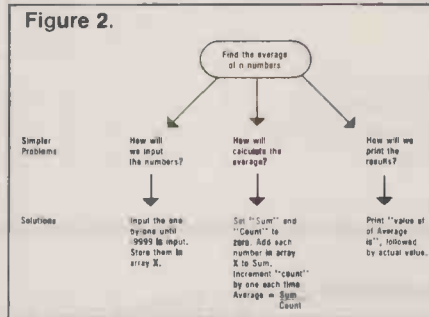 Figure 2.
Find the average
of n numbers
Simpler
Problems
How will
we input
the numbers?
How will
calculate the
average?
How will we
print the
results?
Solutions
Input the one
by-one until
-9999 is input.
Store them in
array X.
Set "Sum" and
"Count" to
zero. Add each
number in array
X to Sum.
Increment "count"
by one each time
Average = Sum
Count
Print "value of
of Average
is", followed
by actual value.